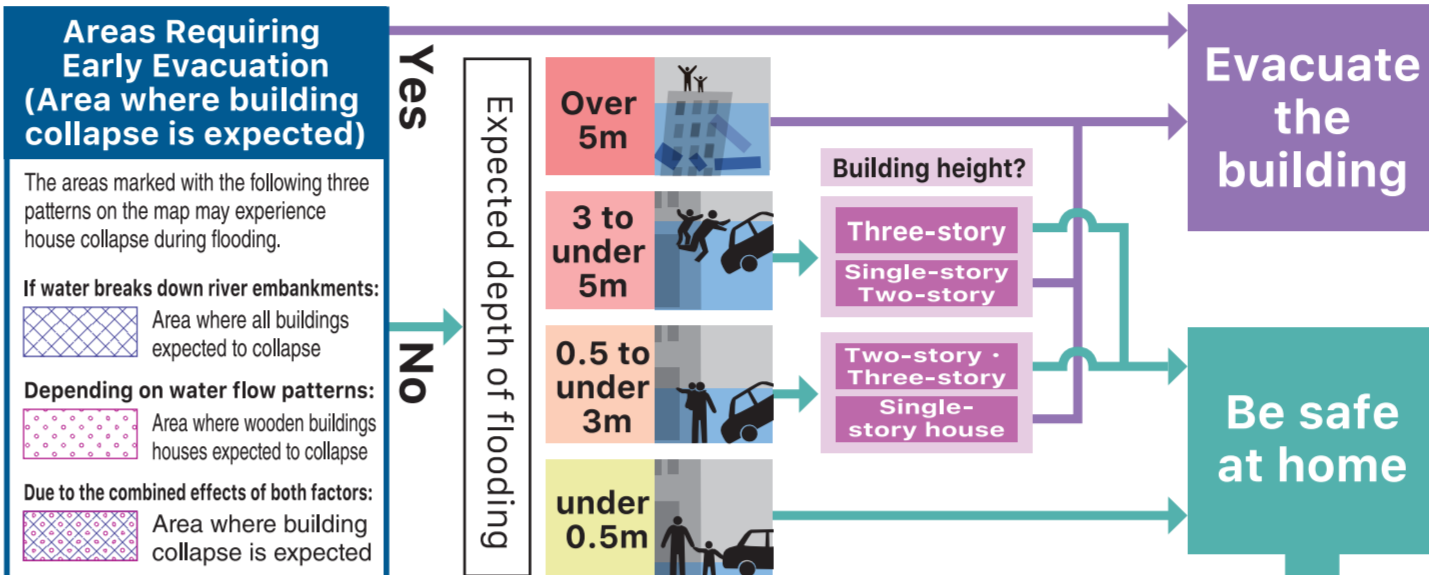 Areas Requiring
Early Evacuation
(Area where building
collapse is expected)
The areas marked with the following three
patterns on the map may experience
house collapse during flooding.
If water breaks down river embankments:
Area where all buildings
expected to collapse
Depending on water flow patterns:
Area where wooden buildings
houses expected to collapse
Due to the combined effects of both factors:
Area where building
collapse is expected
Yes
No
Expected depth of flooding
Over
5m
3 to
under
5m
0.5 to
under
3m
under
0.5m
Building height?
Three-story
Single-story
Two-story
Two-story ·
Three-story
Single-
story house
Evacuate
the
building
Be safe
at home